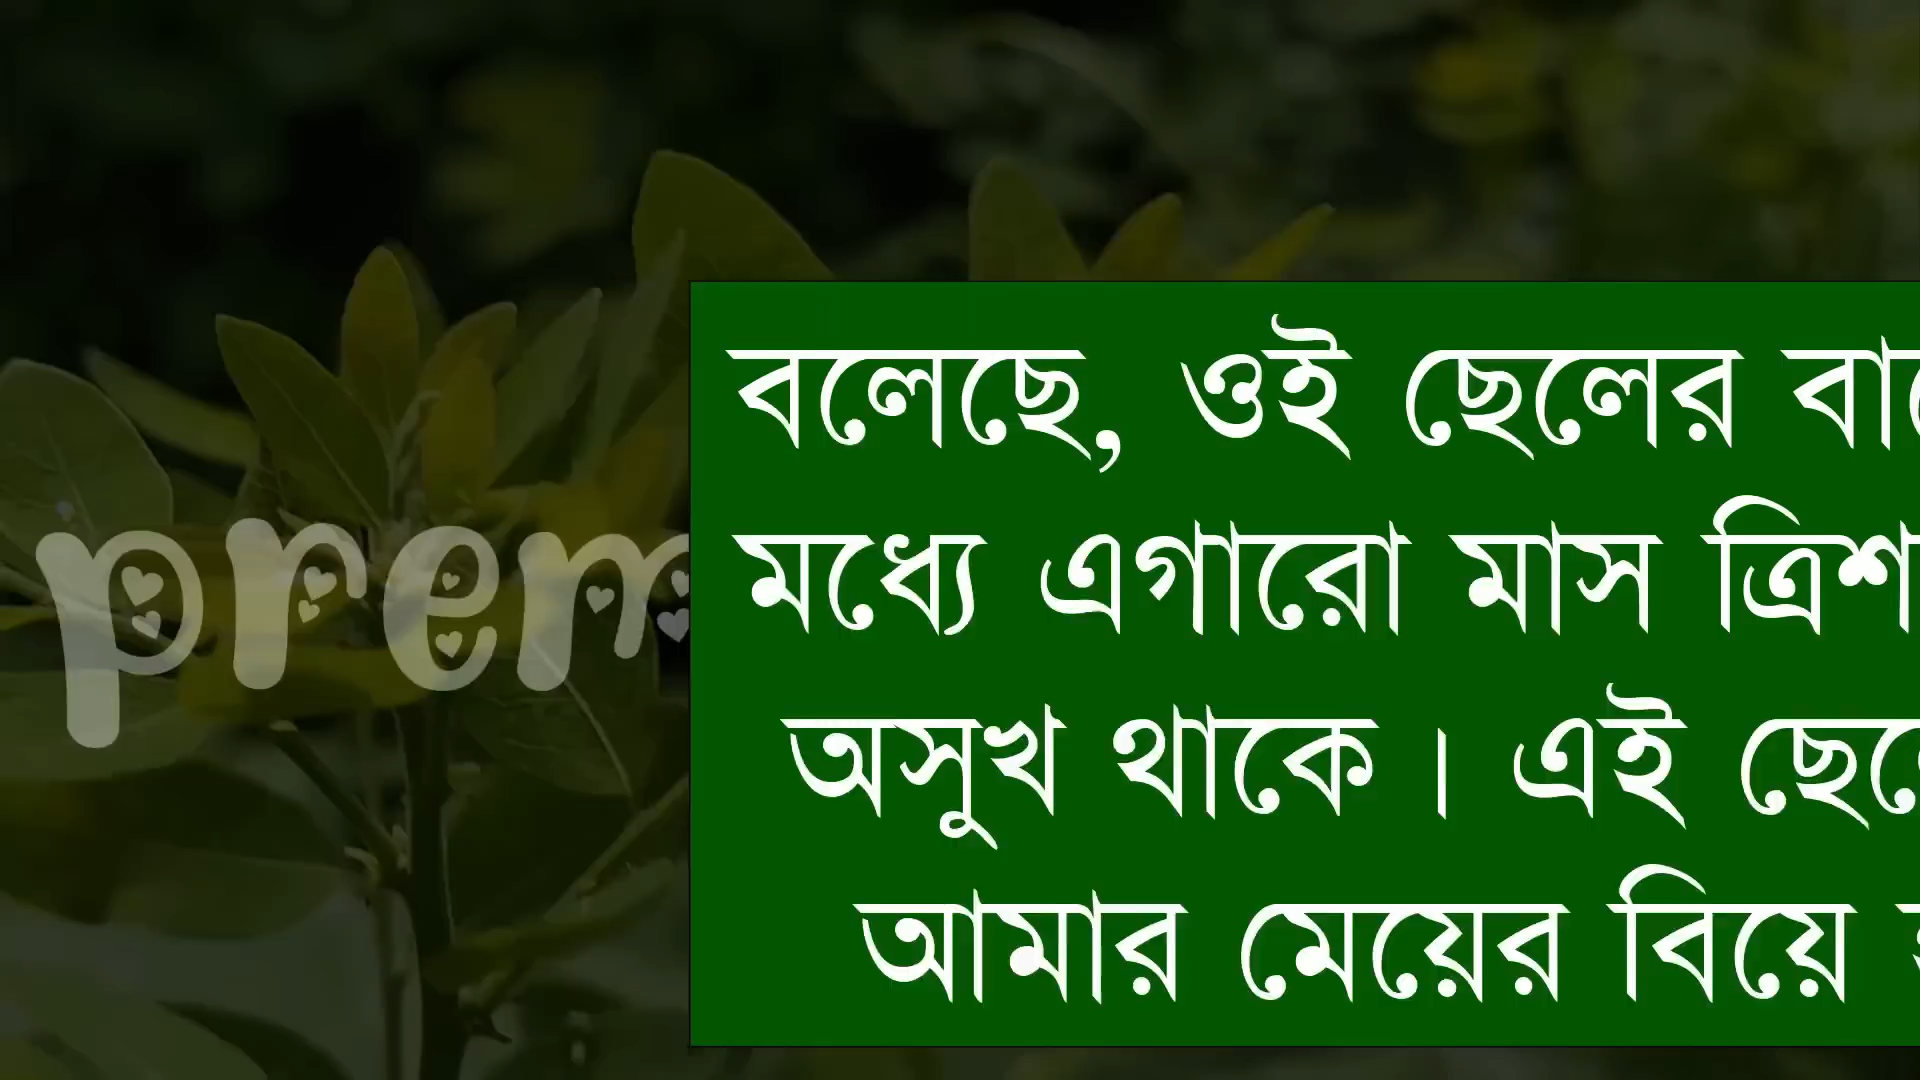 prem
বলেছে, ওই ছেলের
মধ্যে এগারো মাস
অসুখ থাকে। এই
আমার মেয়ের বিয়ে